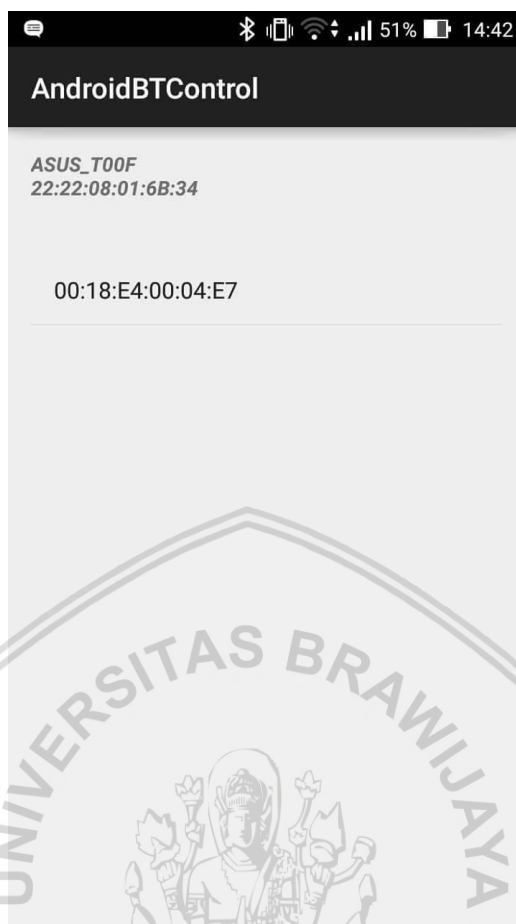 51% 14:42
AndroidBTControl
ASUS_T00F
22:22:08:01:6B:34
00:18:E4:00:04:E7
UNIVERSITAS BRAWIJAYA